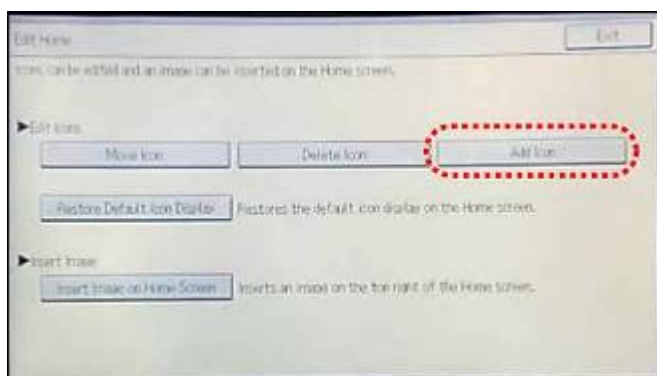 Edit Home
Exit
Icons can be edited and an image can be inserted on the Home screen.
►Edit Icons
Move Icon
Delete Icon
Add Icon
Restore Default Icon Display
Restores the default icon display on the Home screen.
►Insert Image
Insert Image on Home Screen
Inserts an image on the top right of the Home screen.